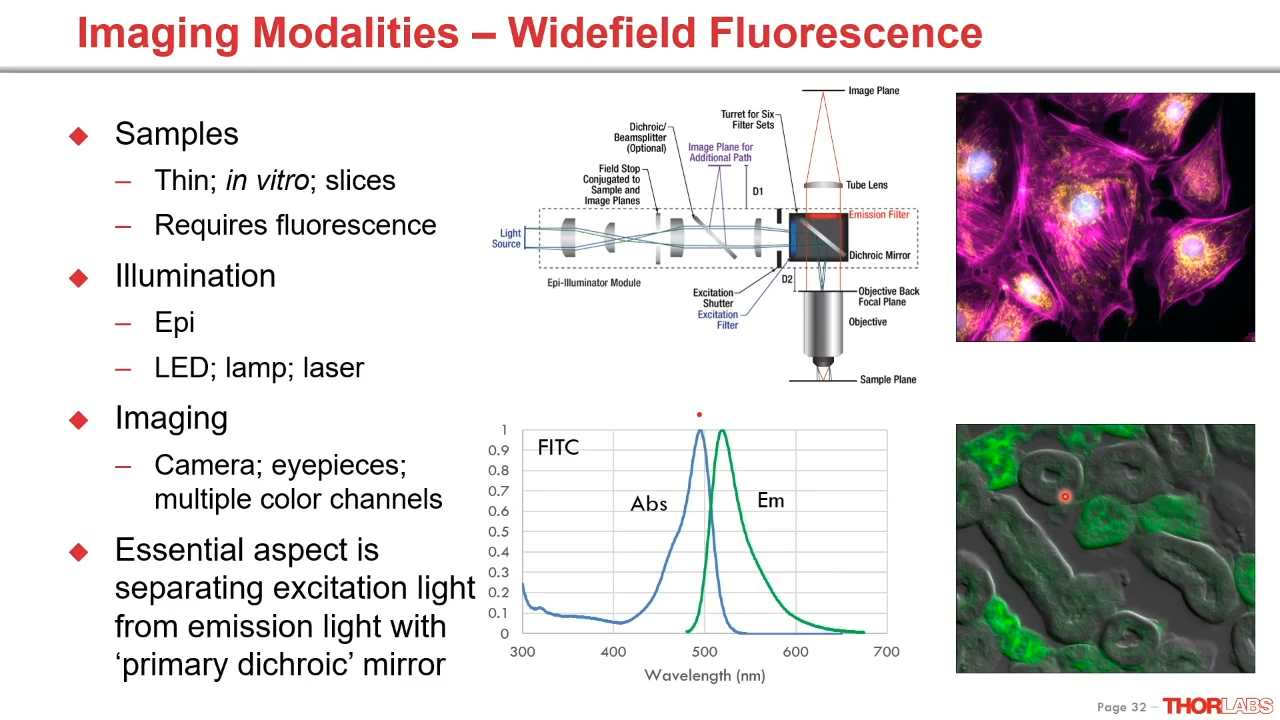 Imaging Modalities – Widefield Fluorescence
◆ Samples
– Thin; in vitro; slices
– Requires fluorescence
◆ Illumination
– Epi
– LED; lamp; laser
◆ Imaging
– Camera; eyepieces;
multiple color channels
◆ Essential aspect is
separating excitation light
from emission light with
‘primary dichroic’ mirror
Image Plane
Turret for Six
Filter Sets
Dichroic/
Beamsplitter
(Optional)
Image Plane for
Additional Path
Field Stop
Conjugated to
Sample and
Image Planes
D1
Tube Lens
Emission Filter
Light
Source
Dichroic Mirror
Epi-Illuminator Module
D2
Excitation
Shutter
Excitation
Filter
Objective Back
Focal Plane
Objective
Sample Plane
FITC
Abs
Em
1
0.9
0.8
0.7
0.6
0.5
0.4
0.3
0.2
0.1
0
300 400 500 600 700
Wavelength (nm)
Page 32 –
THORLABS